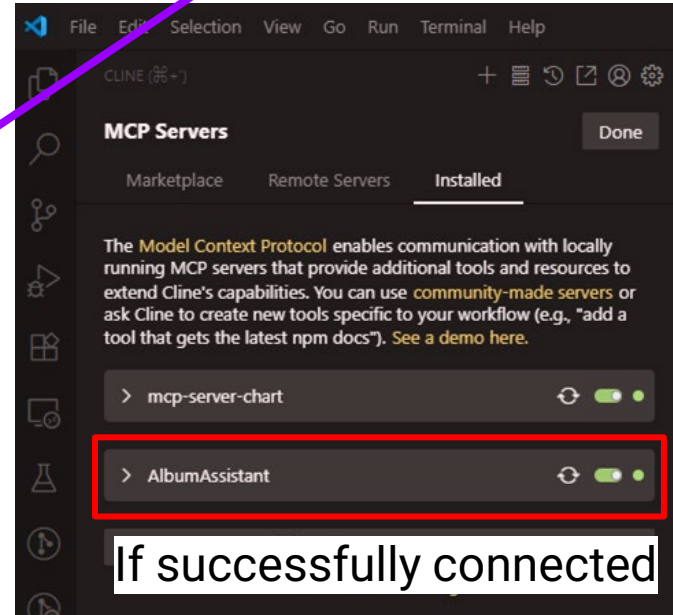 File Edit Selection View Go Run Terminal Help
CLINE (⌘+')
MCP Servers
Done
Marketplace Remote Servers Installed
The Model Context Protocol enables communication with locally
running MCP servers that provide additional tools and resources to
extend Cline's capabilities. You can use community-made servers or
ask Cline to create new tools specific to your workflow (e.g., "add a
tool that gets the latest npm docs"). See a demo here.
mcp-server-chart
AlbumAssistant
If successfully connected